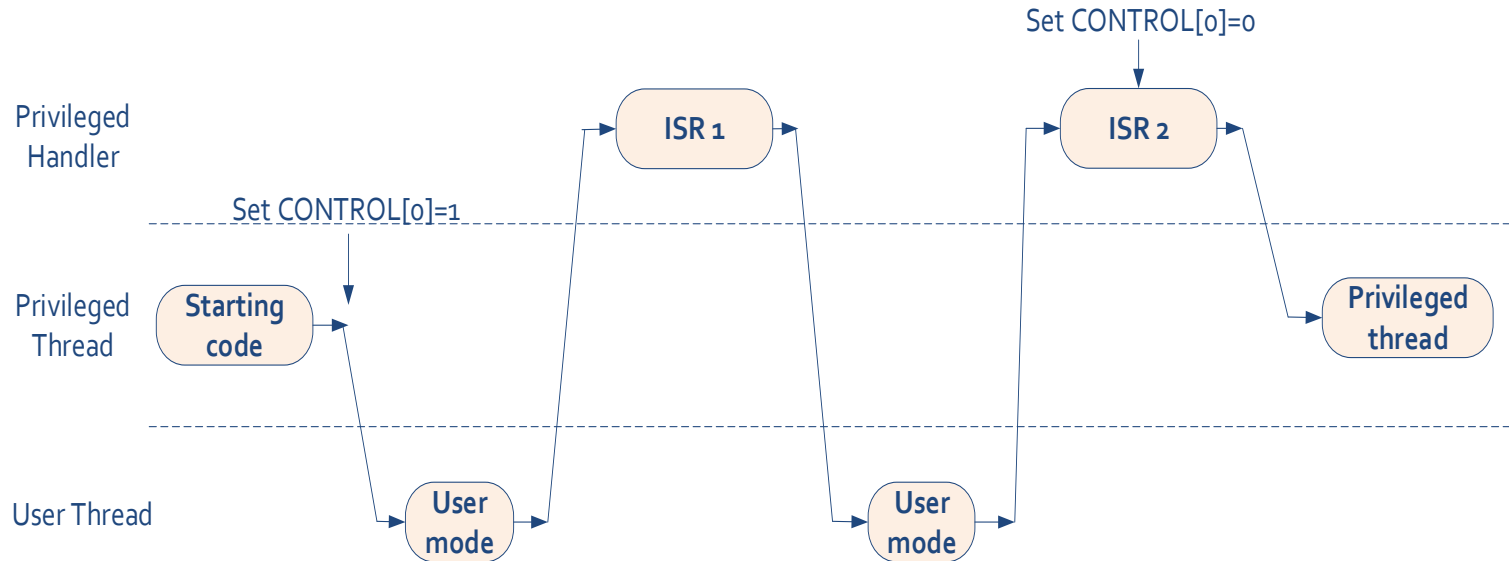 Set CONTROL[0]=0
Privileged
Handler
ISR 1
ISR 2
Set CONTROL[0]=1
Privileged
Thread
Starting
code
Privileged
thread
User Thread
User
mode
User
mode